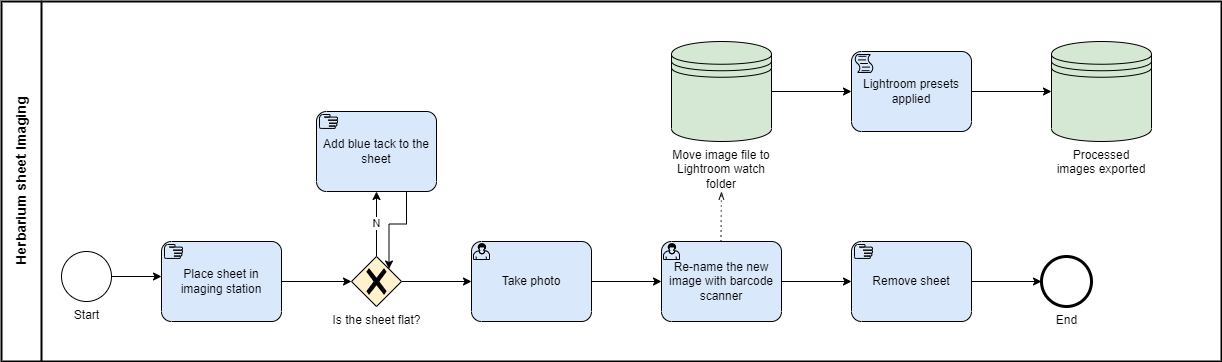 Herbarium sheet Imaging
Start
Place sheet in
imaging station
Add blue tack to the
sheet
N
Is the sheet flat?
Take photo
Re-name the new
image with barcode
scanner
Move image file to
Lightroom watch
folder
Lightroom presets
applied
Processed
images exported
Remove sheet
End